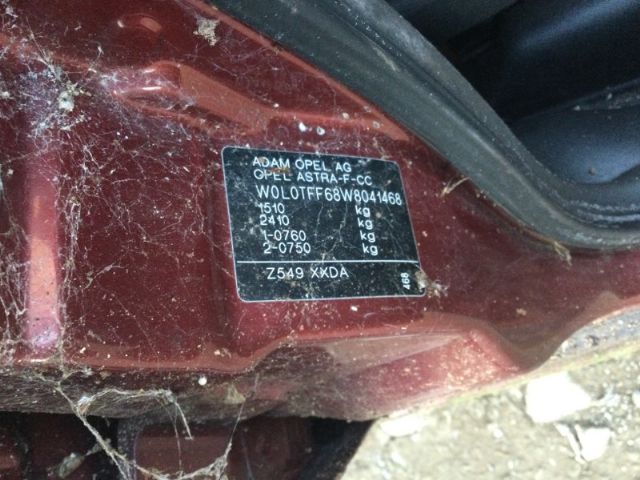 ADAM OPEL AG
OPEL ASTRA-F-CC
W0L0TFF68W8041468
1510 kg
2410 kg
1-0760 kg
2-0750 kg
Z549 XXDA
468